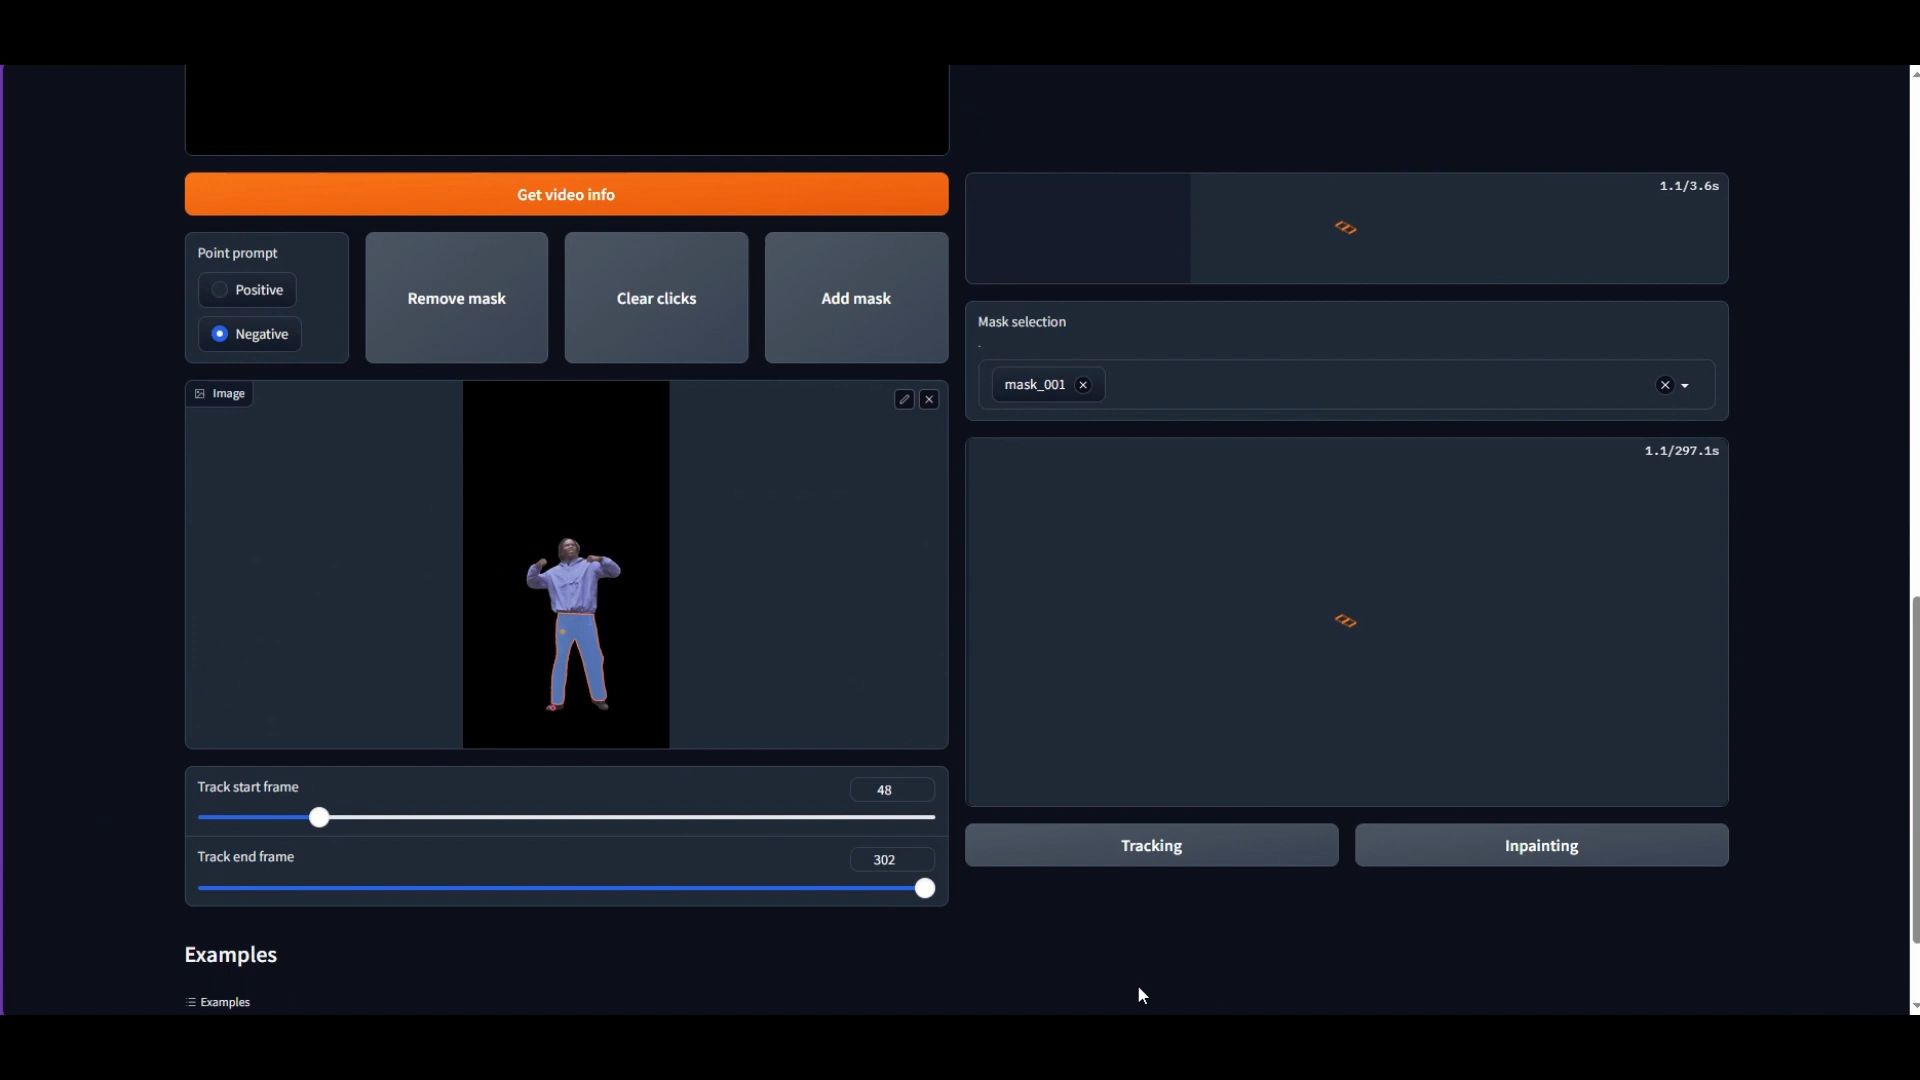 Get video info
1.1/3.6s
Point prompt
Positive
Negative
Remove mask
Clear clicks
Add mask
Mask selection
-
mask_001
Image
1.1/297.1s
Track start frame
48
Track end frame
302
Tracking
Inpainting
Examples
Examples